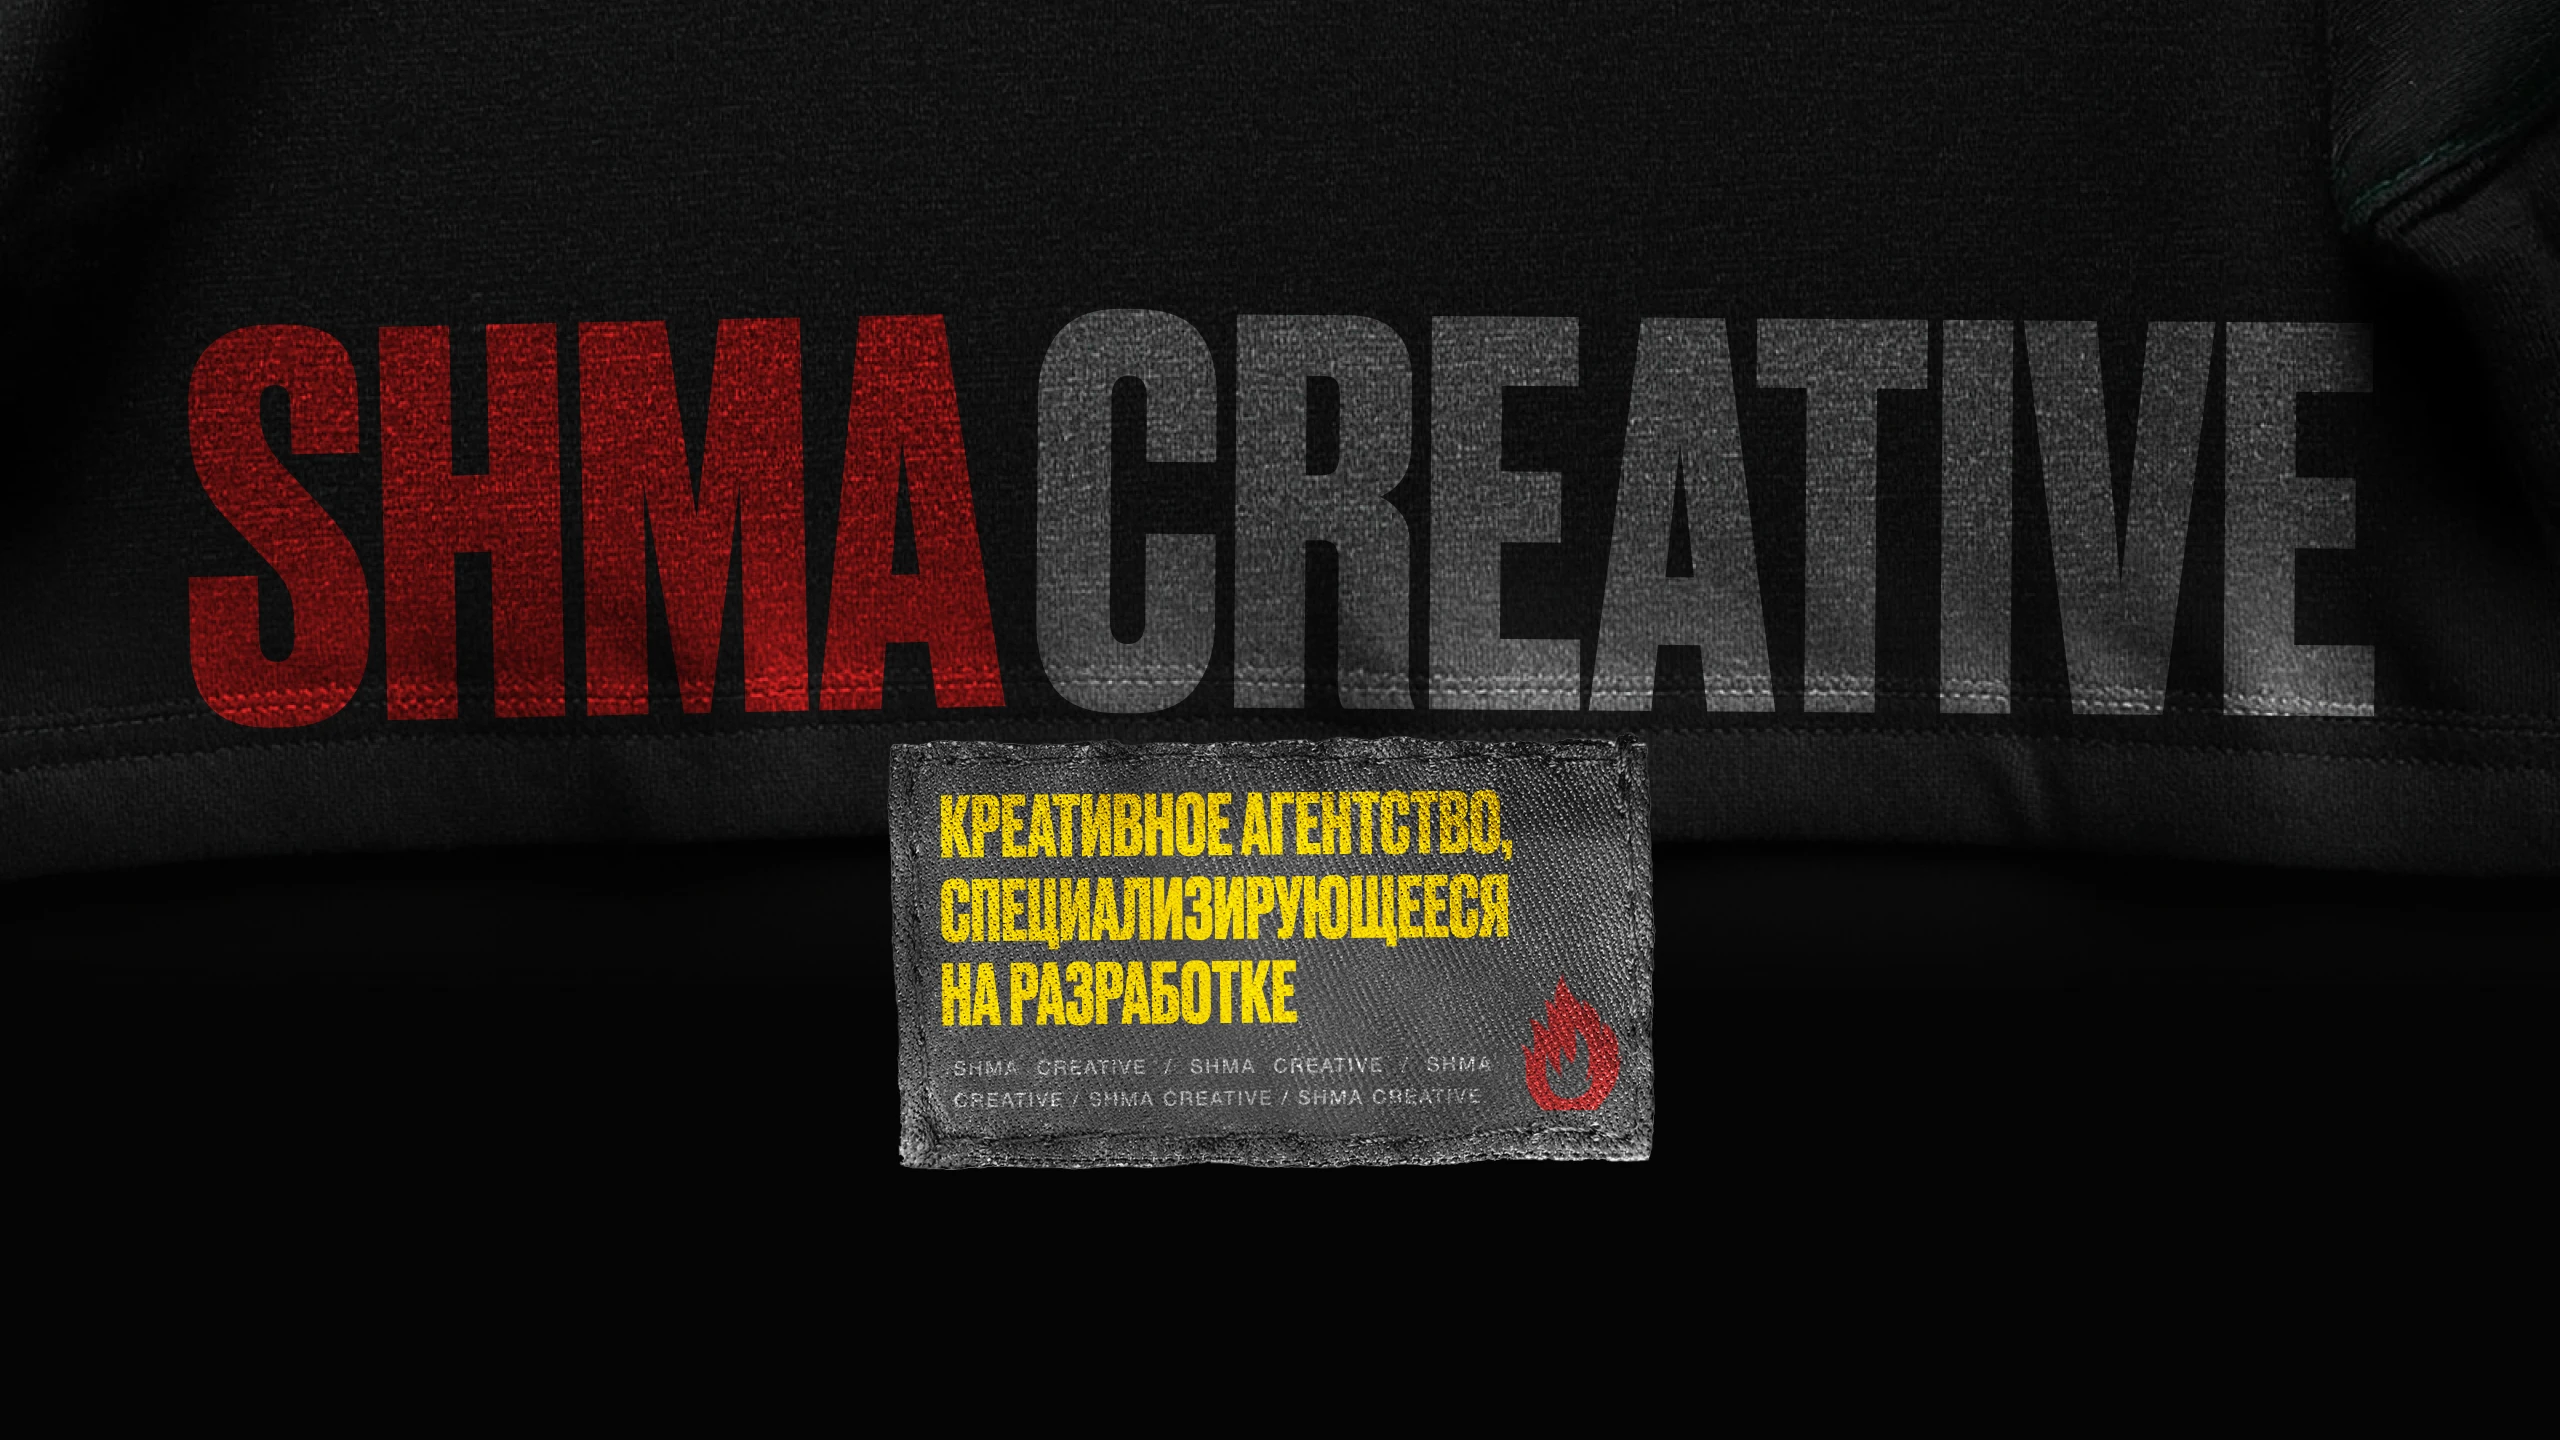 SHMA CREATIVE
КРЕАТИВНОЕ АГЕНТСТВО,
СПЕЦИАЛИЗИРУЮЩЕЕСЯ
НА РАЗРАБОТКЕ
SHMA CREATIVE / SHMA CREATIVE / SHMA
CREATIVE / SHMA CREATIVE / SHMA CREATIVE